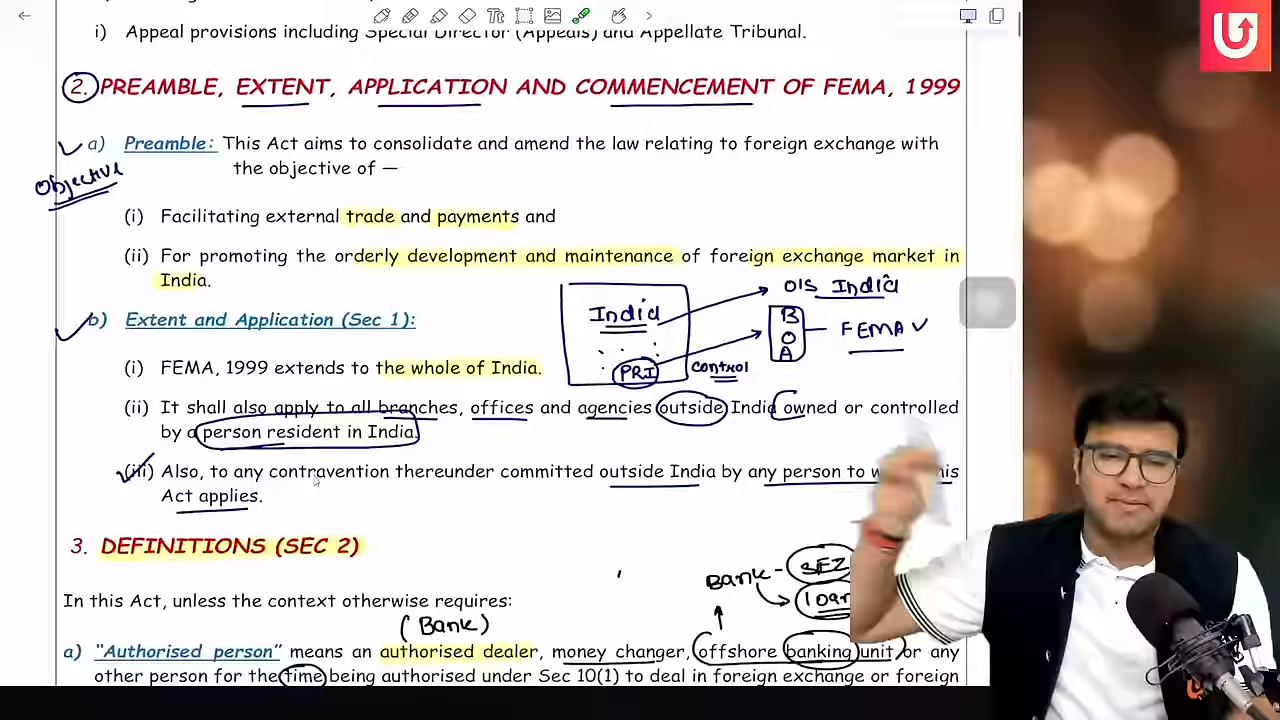 i) Appeal provisions including Special Director (Appeals) and Appellate Tribunal.
2. PREAMBLE, EXTENT, APPLICATION AND COMMENCEMENT OF FEMA, 1999
a) Preamble: This Act aims to consolidate and amend the law relating to foreign exchange with
the objective of —
Objective
(i) Facilitating external trade and payments and
(ii) For promoting the orderly development and maintenance of foreign exchange market in
India.
India
O/S India
b) Extent and Application (Sec 1):
B
O
A
FEMA
(i) FEMA, 1999 extends to the whole of India.
PRI
control
(ii) It shall also apply to all branches, offices and agencies outside India owned or controlled
by a person resident in India.
(iii) Also, to any contravention thereunder committed outside India by any person to
Act applies.
3. DEFINITIONS (SEC 2)
Bank - SEZ
loan
In this Act, unless the context otherwise requires:
(Bank)
a) "Authorised person" means an authorised dealer, money changer, offshore banking unit or any
other person for the time being authorised under Sec 10(1) to deal in foreign exchange or foreign